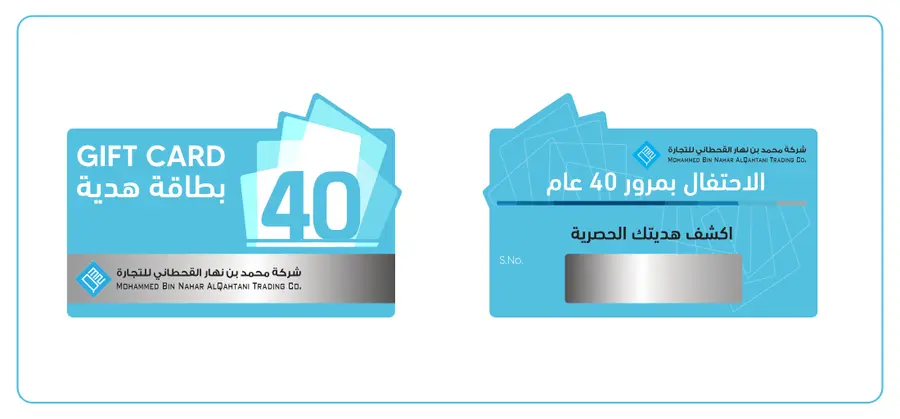 GIFT CARD
بطاقة هدية
40
شركة محمد بن نهار القحطاني للتجارة
MOHAMMED BIN NAHAR ALQAHTANI TRADING CO.
شركة محمد بن نهار القحطاني للتجارة
MOHAMMED BIN NAHAR ALQAHTANI TRADING CO.
الاحتفال بمرور 40 عام
اكشف هديتك الحصرية
S.No.